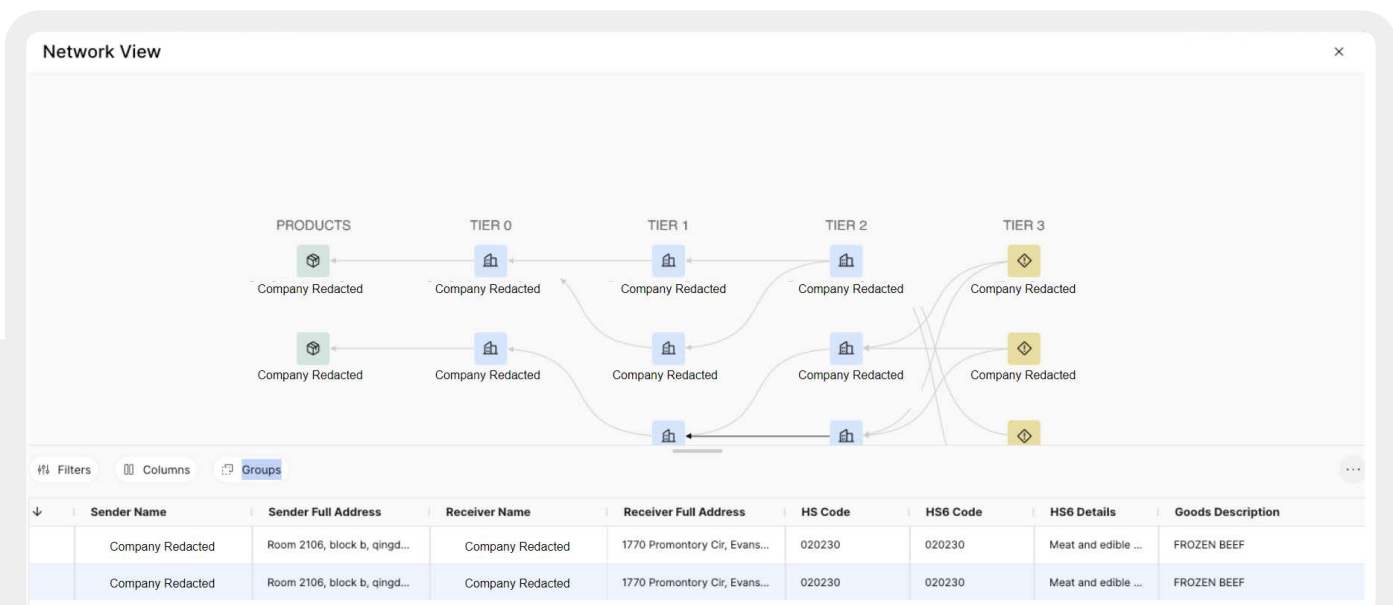 Network View
PRODUCTS TIER 0 TIER 1 TIER 2 TIER 3
Company Redacted Company Redacted Company Redacted Company Redacted Company Redacted
Company Redacted Company Redacted Company Redacted Company Redacted Company Redacted
Filters Columns Groups
Sender Name Sender Full Address Receiver Name Receiver Full Address HS Code HS6 Code HS6 Details Goods Description
Company Redacted Room 2106, block b, qingd... Company Redacted 1770 Promontory Cir, Evans... 020230 020230 Meat and edible ... FROZEN BEEF
Company Redacted Room 2106, block b, qingd... Company Redacted 1770 Promontory Cir, Evans... 020230 020230 Meat and edible ... FROZEN BEEF